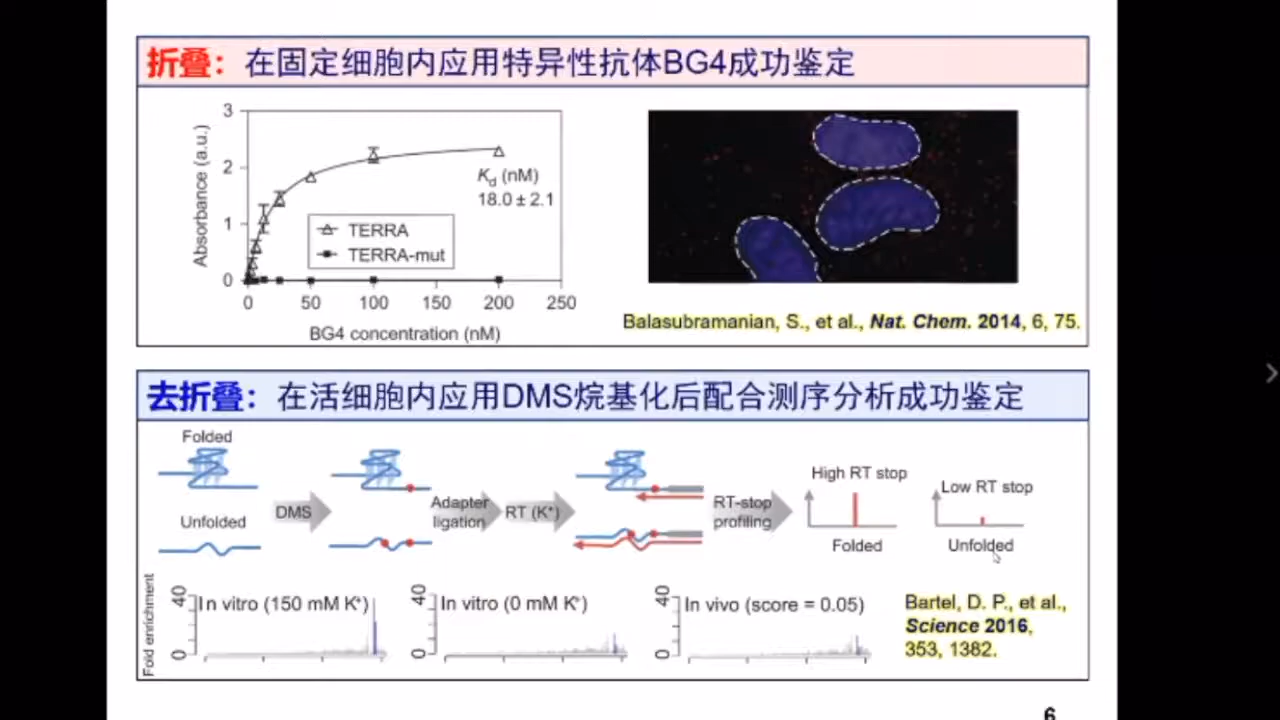 折叠：在固定细胞内应用特异性抗体BG4成功鉴定
3
2
1
0
Absorbance (a.u.)
Kd (nM)
18.0 ± 2.1
TERRA
TERRA-mut
0 50 100 150 200 250
BG4 concentration (nM)
Balasubramanian, S., et al., Nat. Chem. 2014, 6, 75.
去折叠：在活细胞内应用DMS烷基化后配合测序分析成功鉴定
Folded
Unfolded
DMS
Adapter
ligation
RT (K⁺)
RT-stop
profiling
High RT stop
Folded
Low RT stop
Unfolded
Fold enrichment
40
0
In vitro (150 mM K⁺)
40
0
In vitro (0 mM K⁺)
40
0
In vivo (score = 0.05)
Bartel, D. P., et al.,
Science 2016,
353, 1382.
6